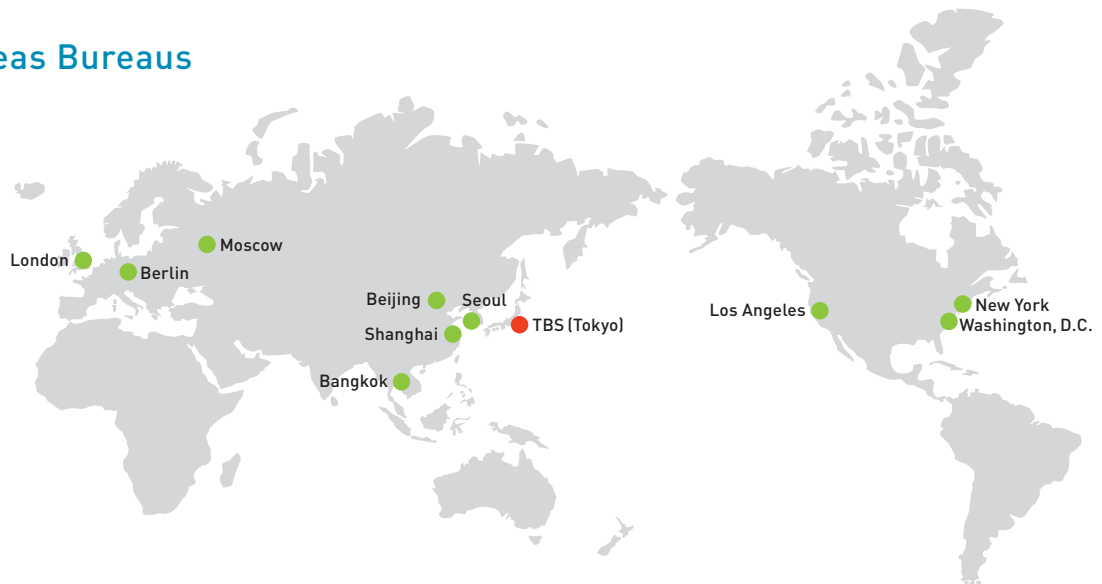 eas Bureaus
Moscow
London
Berlin
Beijing
Seoul
Los Angeles
New York
TBS (Tokyo)
Washington, D.C.
Shanghai
Bangkok